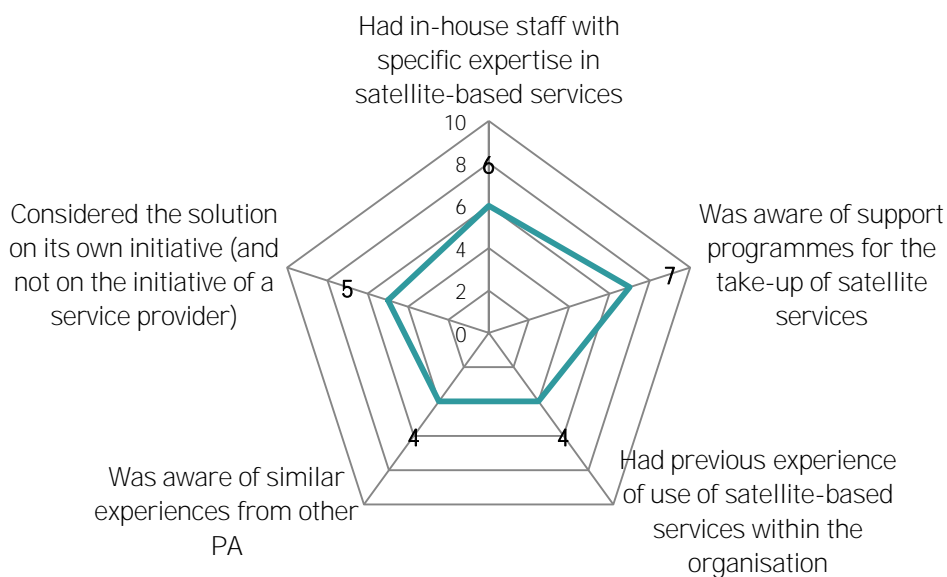 Had in-house staff with
specific expertise in
satellite-based services
10
8
6
6
4
2
0
Was aware of support
programmes for the
take-up of satellite
services
7
Considered the solution
on its own initiative (and
not on the initiative of a
service provider)
5
4
4
Had previous experience
of use of satellite-based
services within the
organisation
Was aware of similar
experiences from other
PA